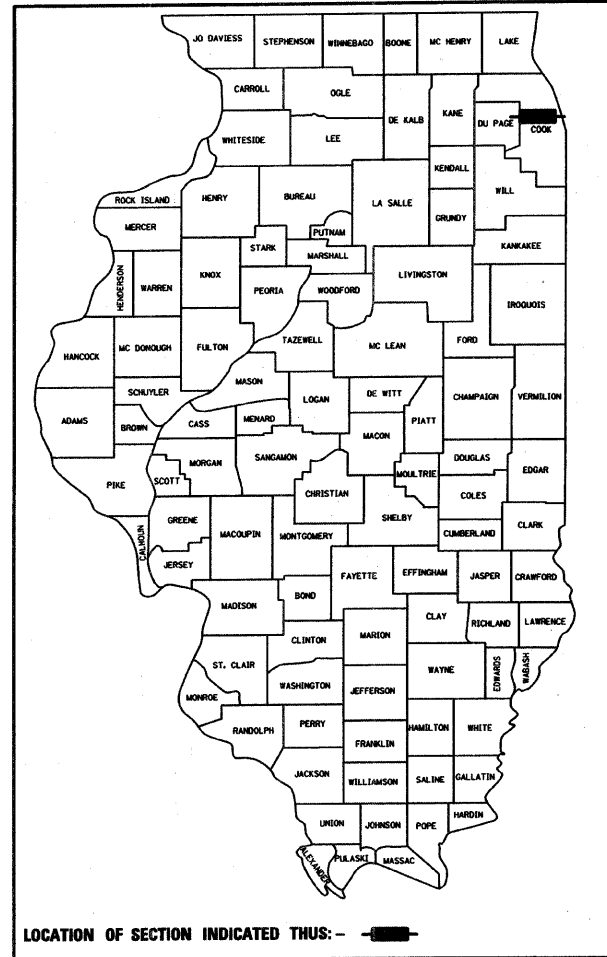 JO DAVIESS
STEPHENSON
WINNEBAGO
BOONE
MC HENRY
LAKE
CARROLL
OGLE
DE KALB
KANE
DU PAGE
COOK
WHITESIDE
LEE
KENDALL
WILL
ROCK ISLAND
HENRY
BUREAU
LA SALLE
GRUNDY
MERCER
PUTNAM
STARK
MARSHALL
KANKAKEE
HENDERSON
WARREN
KNOX
PEORIA
WOODFORD
LIVINGSTON
IROQUOIS
TAZEWELL
MC LEAN
FORD
HANCOCK
MC DONOUGH
FULTON
MASON
SCHUYLER
LOGAN
DE WITT
CHAMPAIGN
VERMILION
ADAMS
BROWN
CASS
MENARD
MACON
PIATT
MORGAN
SANGAMON
DOUGLAS
EDGAR
PIKE
SCOTT
CHRISTIAN
MOULTRIE
COLES
CALHOUN
GREENE
MACOUPIN
MONTGOMERY
SHELBY
CUMBERLAND
CLARK
JERSEY
FAYETTE
EFFINGHAM
JASPER
CRAWFORD
MADISON
BOND
CLAY
RICHLAND
LAWRENCE
CLINTON
MARION
ST. CLAIR
WAYNE
EDWARDS
WABASH
WASHINGTON
JEFFERSON
MONROE
RANDOLPH
PERRY
HAMILTON
WHITE
FRANKLIN
JACKSON
WILLIAMSON
SALINE
GALLATIN
UNION
JOHNSON
POPE
HARDIN
ALEXANDER
PULASKI
MASSAC
LOCATION OF SECTION INDICATED THUS: -